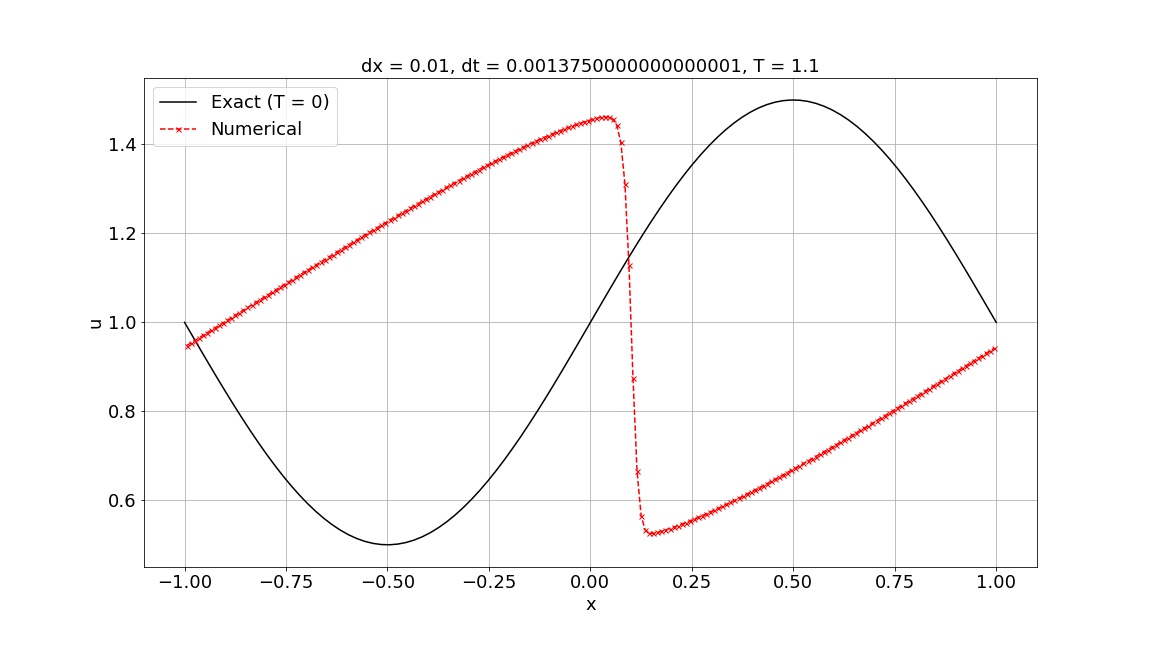 dx = 0.01, dt = 0.0013750000000000001, T = 1.1
Exact (T = 0)
Numerical
u
1.4
1.2
1.0
0.8
0.6
−1.00 −0.75 −0.50 −0.25 0.00 0.25 0.50 0.75 1.00
x